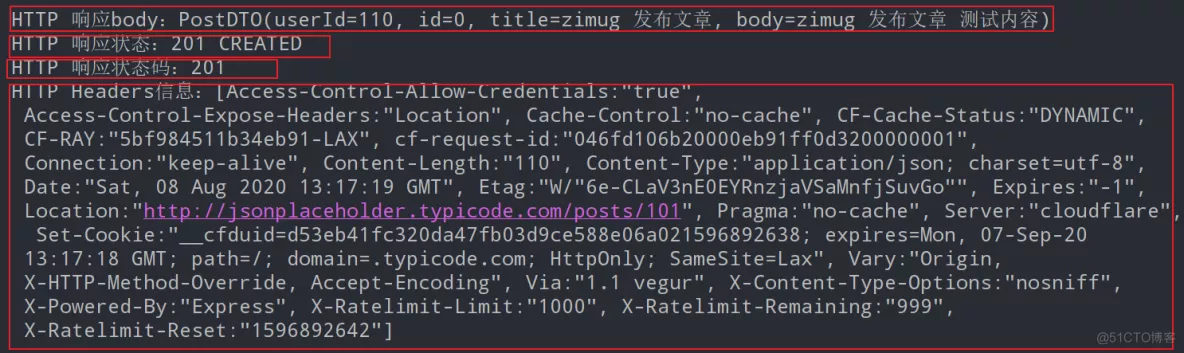 HTTP 响应body：PostDTO(userId=110, id=0, title=zimug 发布文章, body=zimug 发布文章 测试内容)
HTTP 响应状态：201 CREATED
HTTP 响应状态码：201
HTTP Headers信息：[Access-Control-Allow-Credentials:"true",
Access-Control-Expose-Headers:"Location", Cache-Control:"no-cache", CF-Cache-Status:"DYNAMIC",
CF-RAY:"5bf984511b34eb91-LAX", cf-request-id:"046fd106b20000eb91ff0d3200000001",
Connection:"keep-alive", Content-Length:"110", Content-Type:"application/json; charset=utf-8",
Date:"Sat, 08 Aug 2020 13:17:19 GMT", Etag:"W/"6e-CLaV3nE0EYRnzjaVSaMnfjSuvGo"", Expires:"-1",
Location:"http://jsonplaceholder.typicode.com/posts/101", Pragma:"no-cache", Server:"cloudflare",
Set-Cookie:"__cfduid=d53eb41fc320da47fb03d9ce588e06a021596892638; expires=Mon, 07-Sep-20
13:17:18 GMT; path=/; domain=.typicode.com; HttpOnly; SameSite=Lax", Vary:"Origin,
X-HTTP-Method-Override, Accept-Encoding", Via:"1.1 vegur", X-Content-Type-Options:"nosniff",
X-Powered-By:"Express", X-Ratelimit-Limit:"1000", X-Ratelimit-Remaining:"999",
X-Ratelimit-Reset:"1596892642"]
@51CTO博客